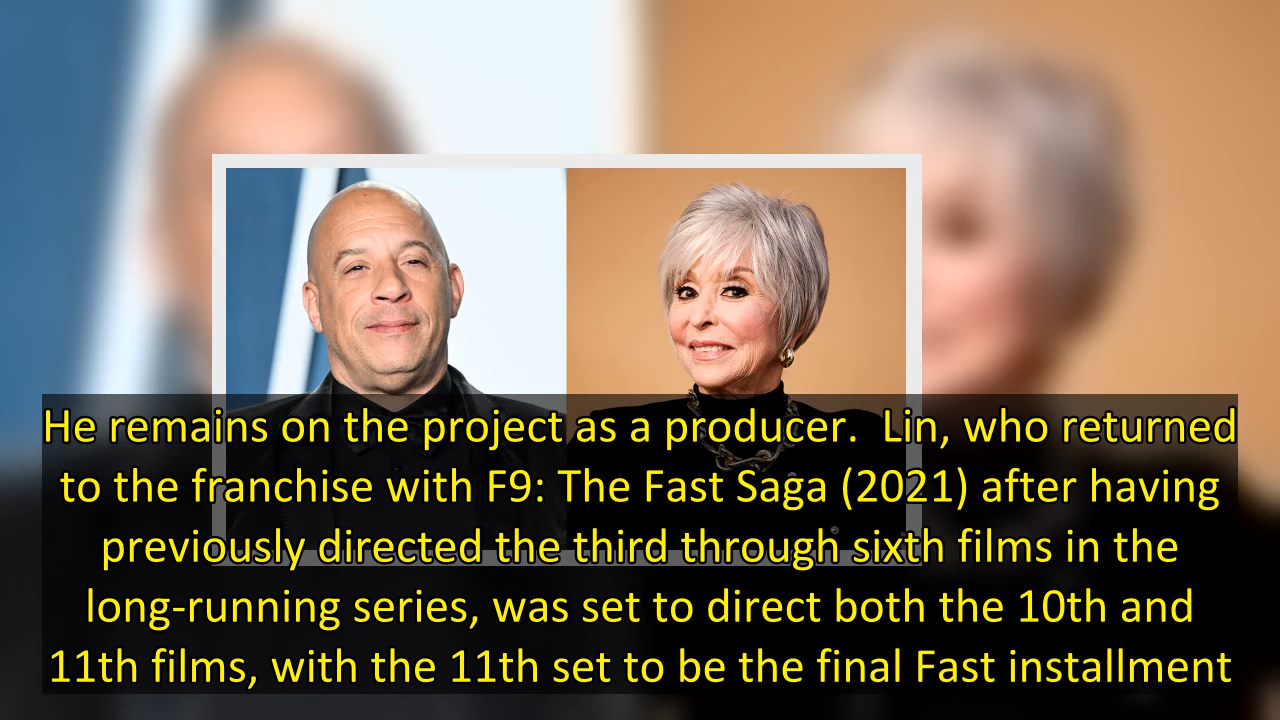 He remains on the project as a producer.  Lin, who returned
to the franchise with F9: The Fast Saga (2021) after having
previously directed the third through sixth films in the
long-running series, was set to direct both the 10th and
11th films, with the 11th set to be the final Fast installment